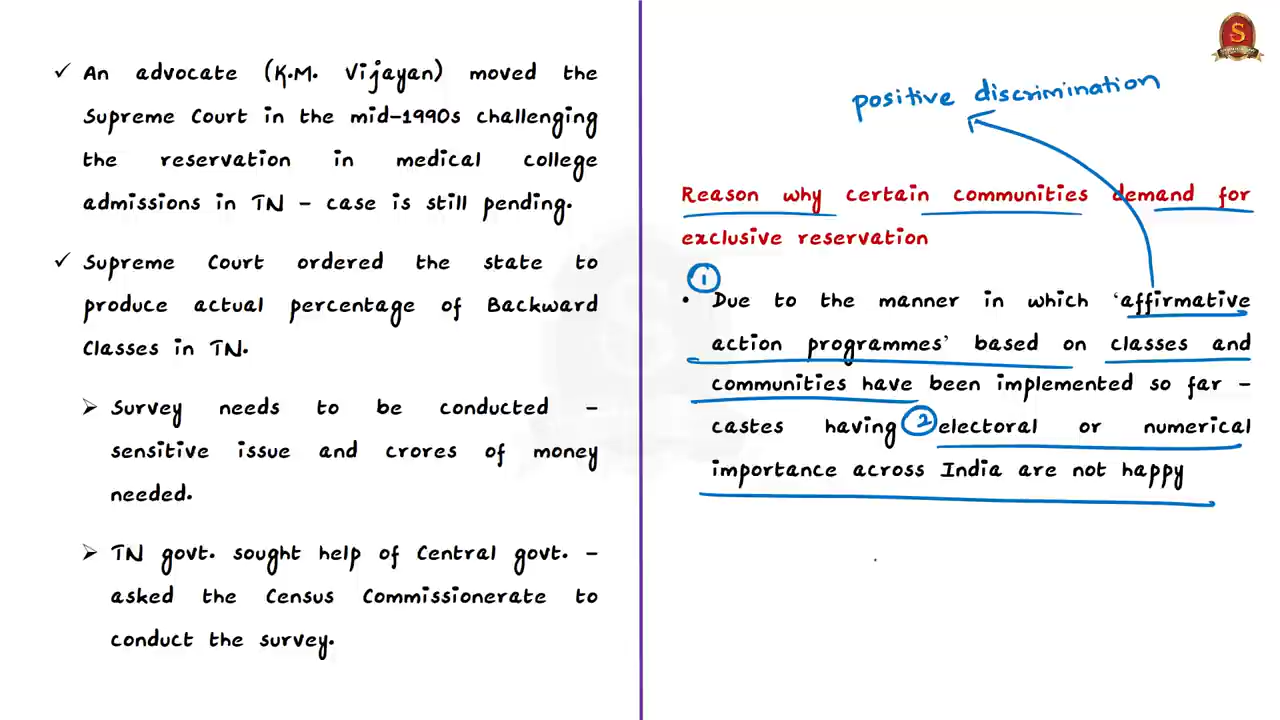 ✓ An advocate (K.M. Vijayan) moved the
Supreme Court in the mid-1990s challenging
the reservation in medical college
admissions in TN - case is still pending.
✓ Supreme Court ordered the state to
produce actual percentage of Backward
Classes in TN.
➢ Survey needs to be conducted -
sensitive issue and crores of money
needed.
➢ TN govt. sought help of Central govt. -
asked the Census Commissionerate to
conduct the survey.
positive discrimination
Reason why certain communities demand for
exclusive reservation
1
• Due to the manner in which ‘affirmative
action programmes’ based on classes and
communities have been implemented so far -
castes having 2 electoral or numerical
importance across India are not happy
S